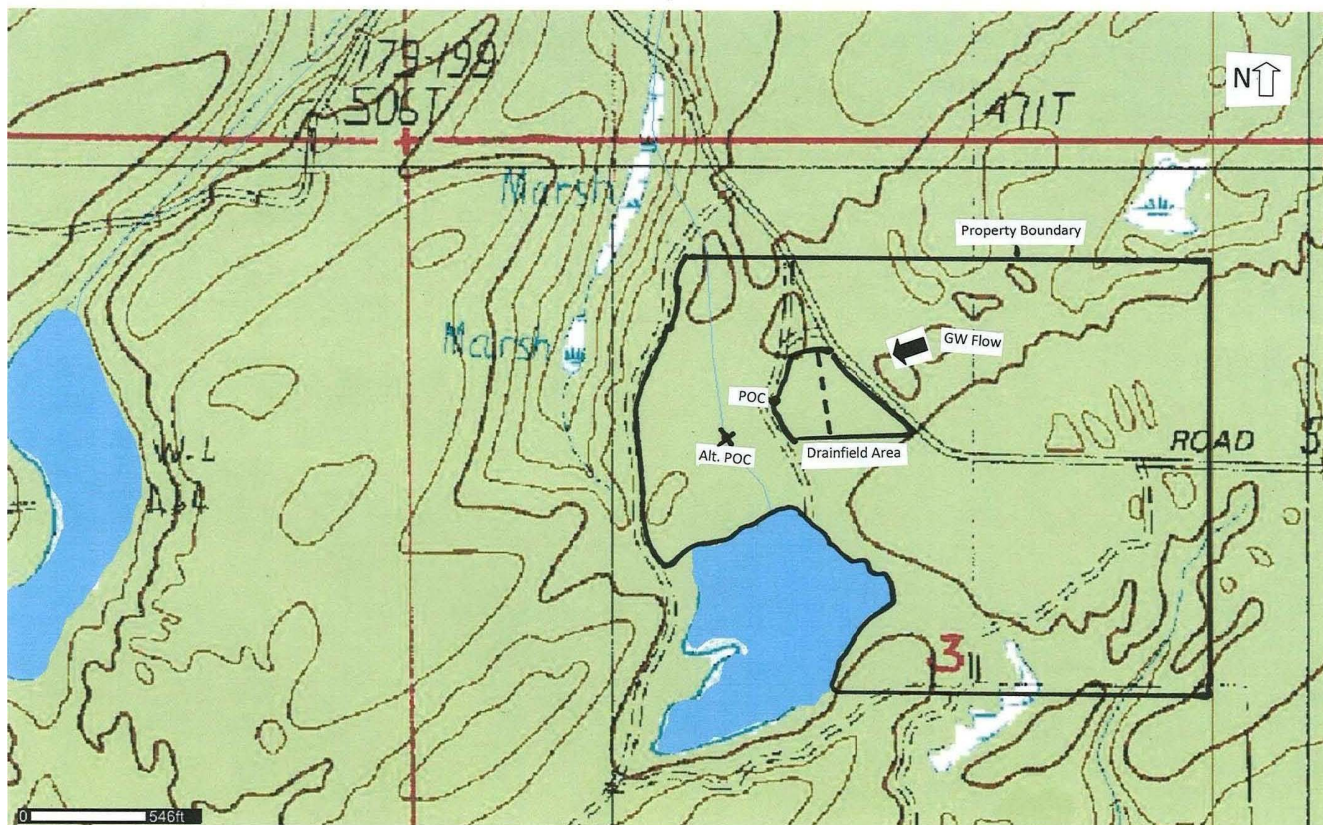 179-199
506T
471T
N
Marsh
Property Boundary
Marsh
GW Flow
POC
ROAD 5
Alt. POC
Drainfield Area
W.L
3
0 546ft